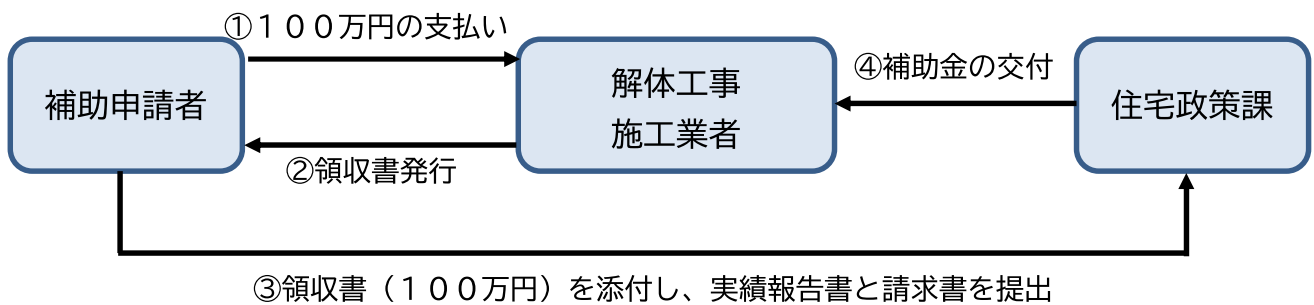 ①１００万円の支払い
補助申請者
解体工事
施工業者
④補助金の交付
住宅政策課
②領収書発行
③領収書（１００万円）を添付し、実績報告書と請求書を提出